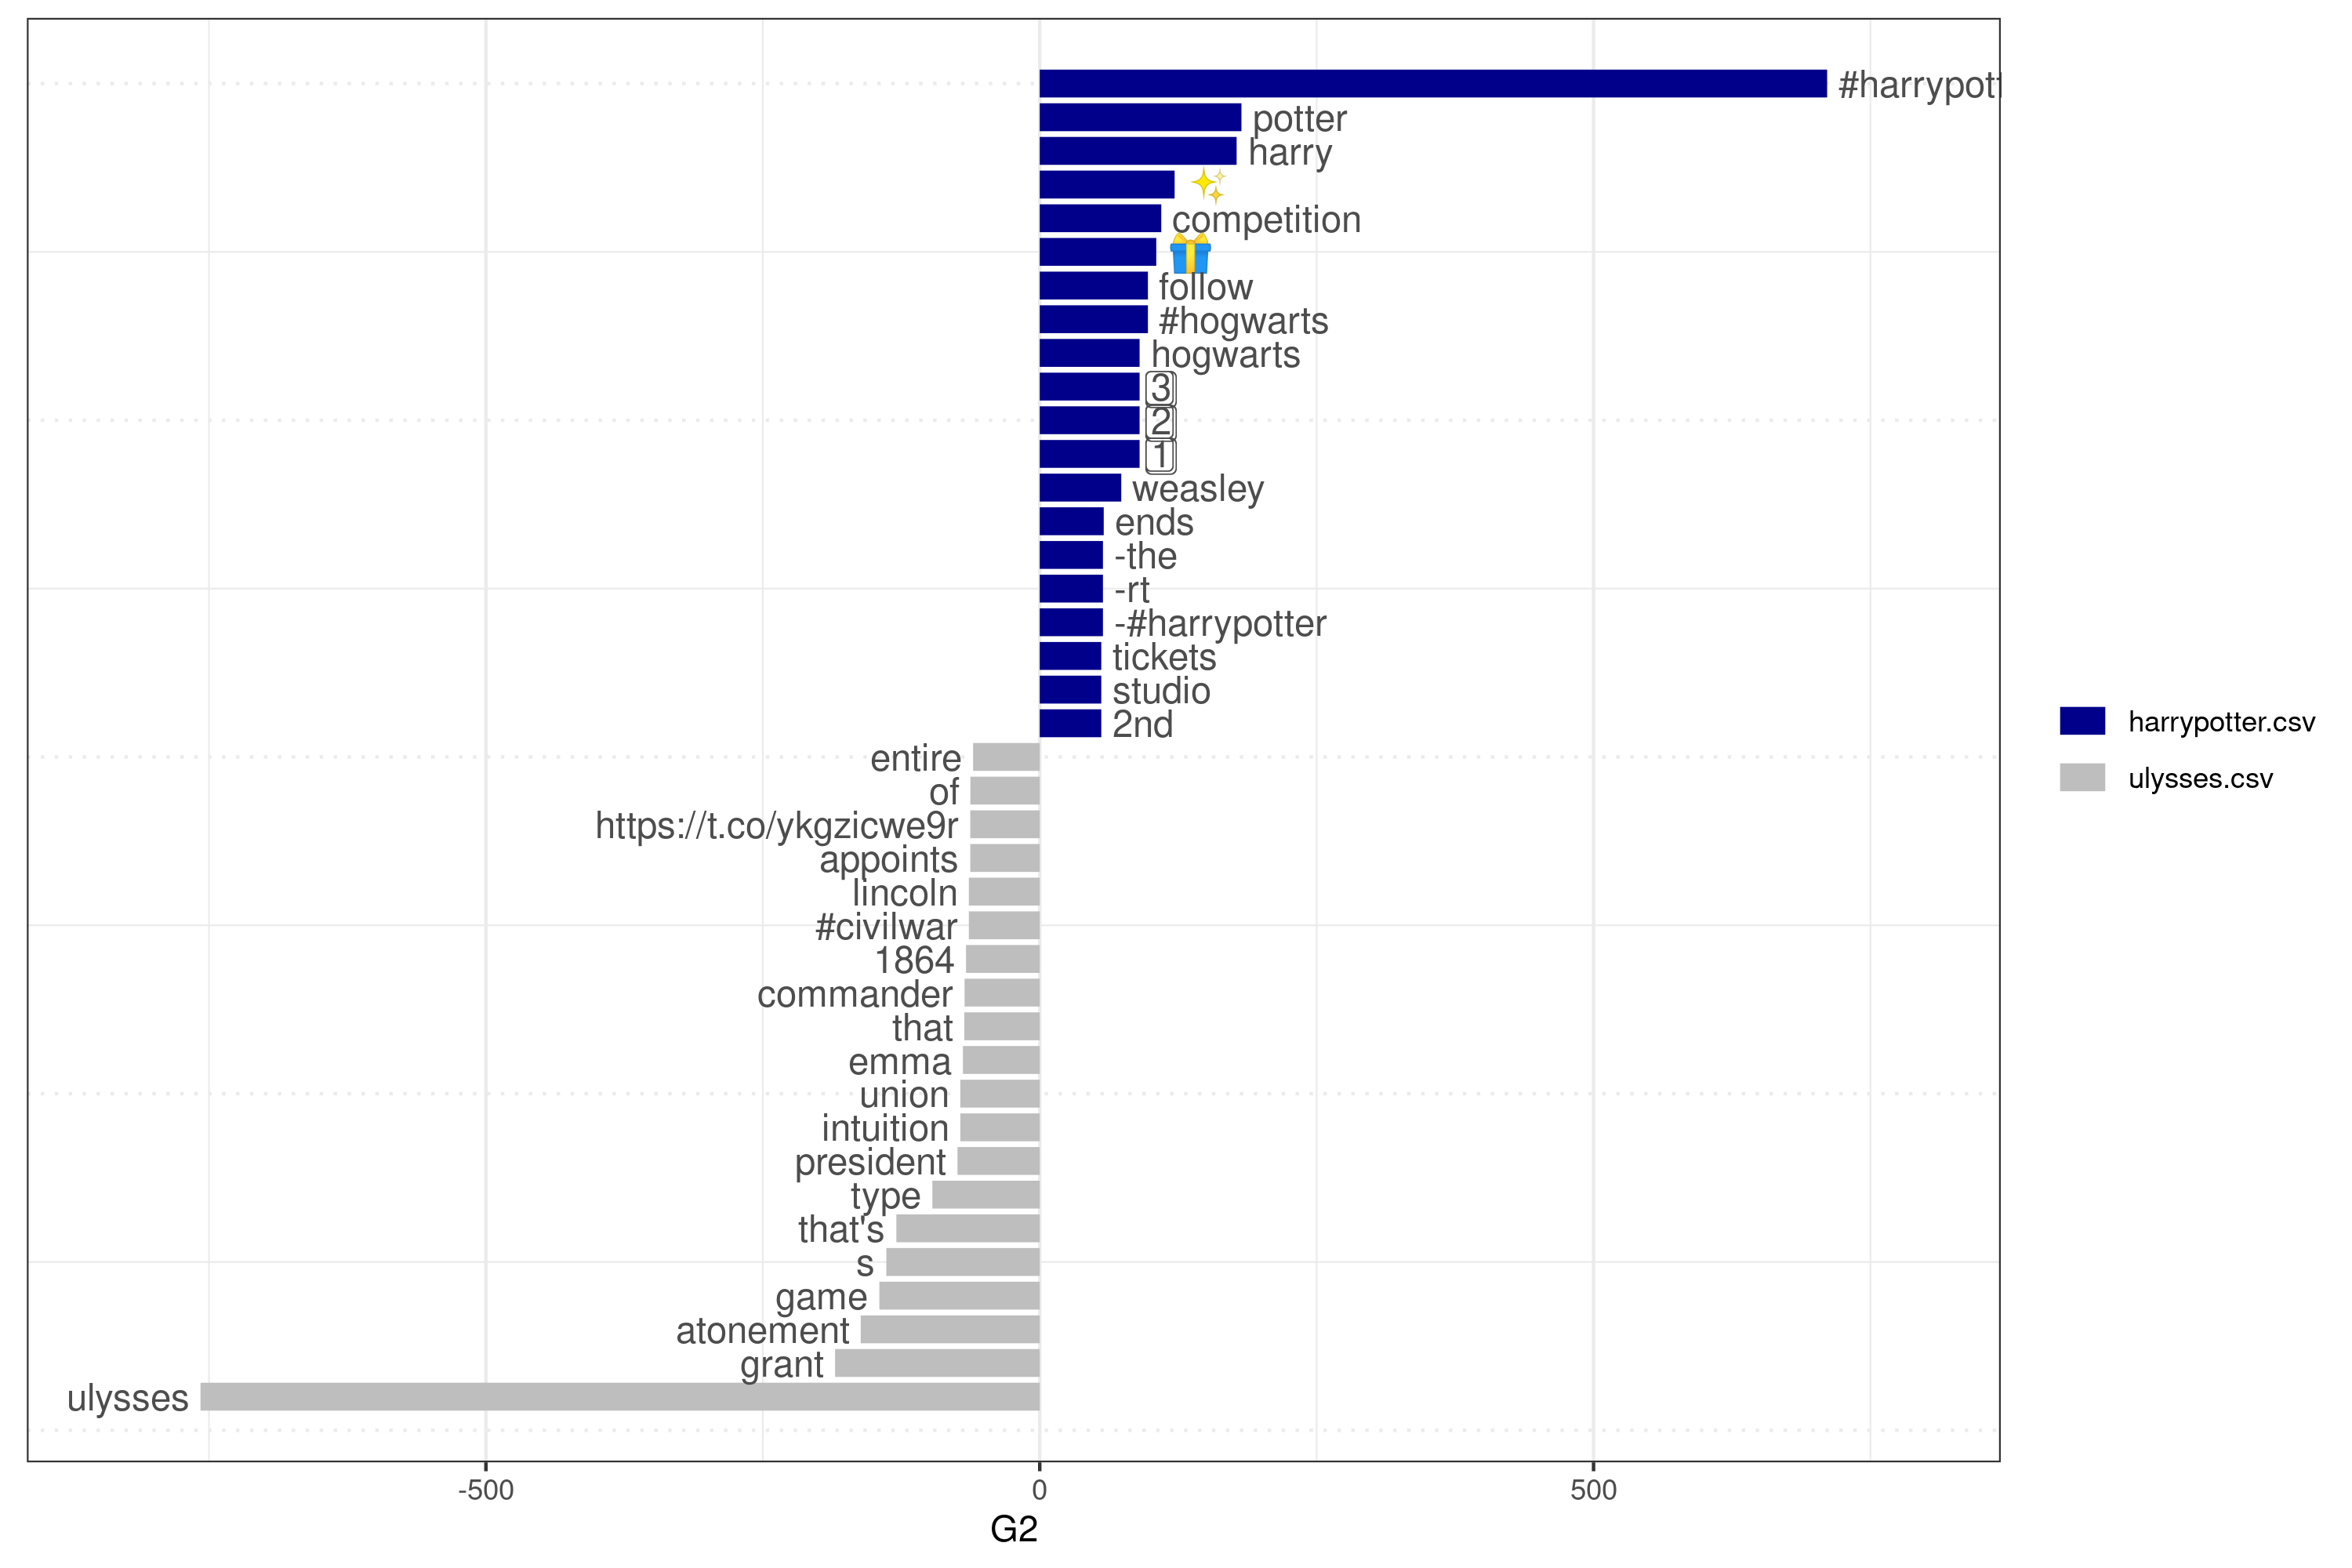 #harrypott
potter
harry
✨
competition
🎁
follow
#hogwarts
hogwarts
3
2
1
weasley
ends
-the
-rt
-#harrypotter
tickets
studio
2nd
entire
of
https://t.co/ykgzicwe9r
appoints
lincoln
#civilwar
1864
commander
that
emma
union
intuition
president
type
that's
s
game
atonement
grant
ulysses
-500
0
500
G2
harrypotter.csv
ulysses.csv